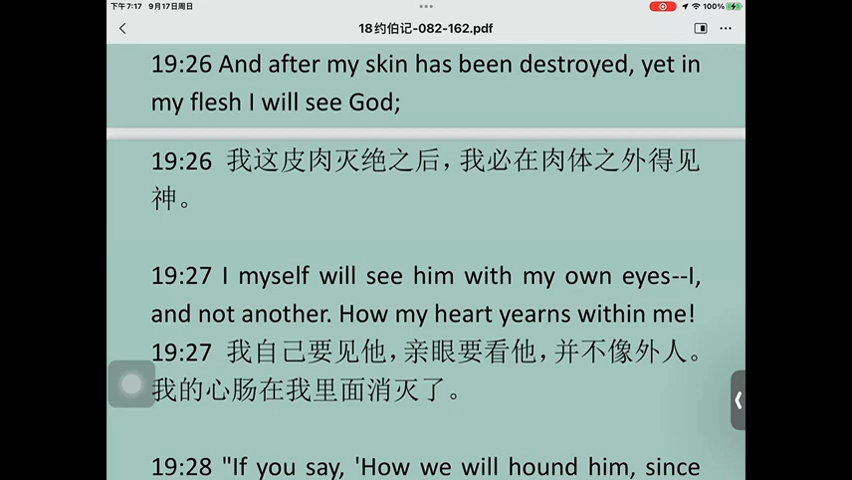 下午7:17 9月17日周日
100%
18约伯记-082-162.pdf
19:26 And after my skin has been destroyed, yet in
my flesh I will see God;
19:26 我这皮肉灭绝之后，我必在肉体之外得见
神。
19:27 I myself will see him with my own eyes--I,
and not another. How my heart yearns within me!
19:27 我自己要见他，亲眼要看他，并不像外人。
我的心肠在我里面消灭了。
19:28 "If you say, 'How we will hound him, since